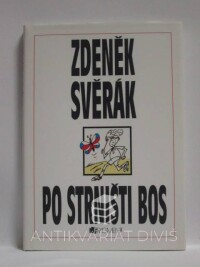 ZDENĚK
SVĚRÁK
PO STRNIŠTI BOS
ANTIKVARIÁT DIVIŠ